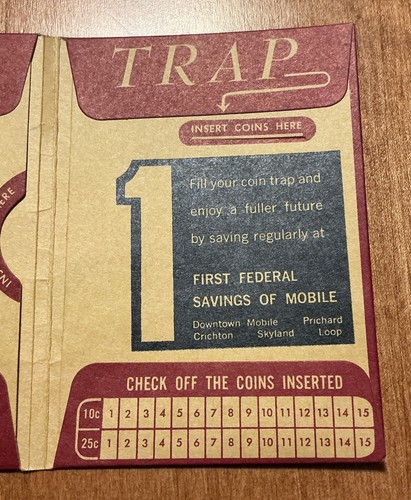 TRAP
INSERT COINS HERE
1
Fill your coin trap and
enjoy a fuller future
by saving regularly at
FIRST FEDERAL
SAVINGS OF MOBILE
Downtown Mobile Prichard
Crichton Skyland Loop
CHECK OFF THE COINS INSERTED
10c 1 2 3 4 5 6 7 8 9 10 11 12 13 14 15
25c 1 2 3 4 5 6 7 8 9 10 11 12 13 14 15